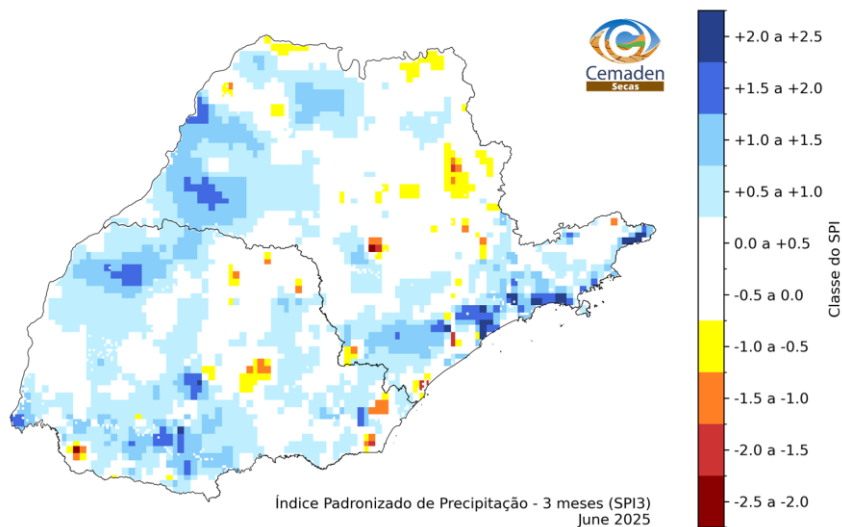 Cemaden
Secas
+2.0 a +2.5
+1.5 a +2.0
+1.0 a +1.5
+0.5 a +1.0
0.0 a +0.5
-0.5 a 0.0
-1.0 a -0.5
-1.5 a -1.0
-2.0 a -1.5
-2.5 a -2.0
Classe do SPI
Índice Padronizado de Precipitação - 3 meses (SPI3)
June 2025